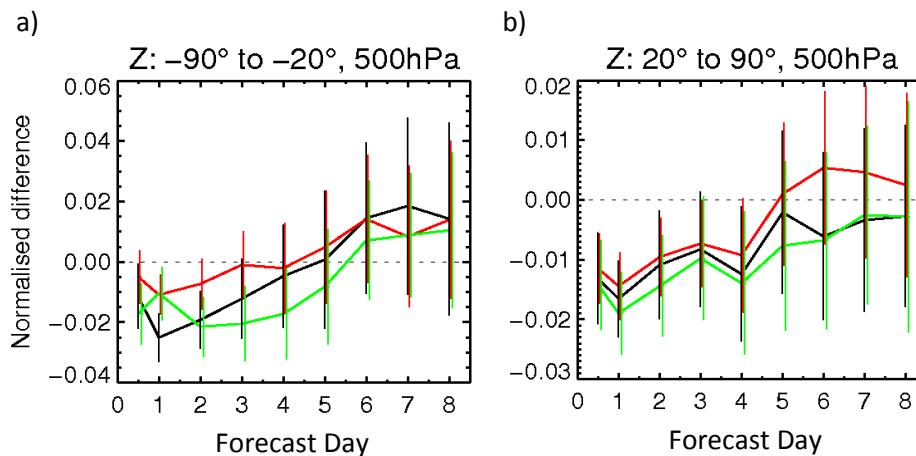 a)
Z: −90° to −20°, 500hPa
Normalised difference
0.06
0.04
0.02
0.00
−0.02
−0.04
0 1 2 3 4 5 6 7 8
Forecast Day
b)
Z: 20° to 90°, 500hPa
0.02
0.01
0.00
−0.01
−0.02
−0.03
0 1 2 3 4 5 6 7 8
Forecast Day